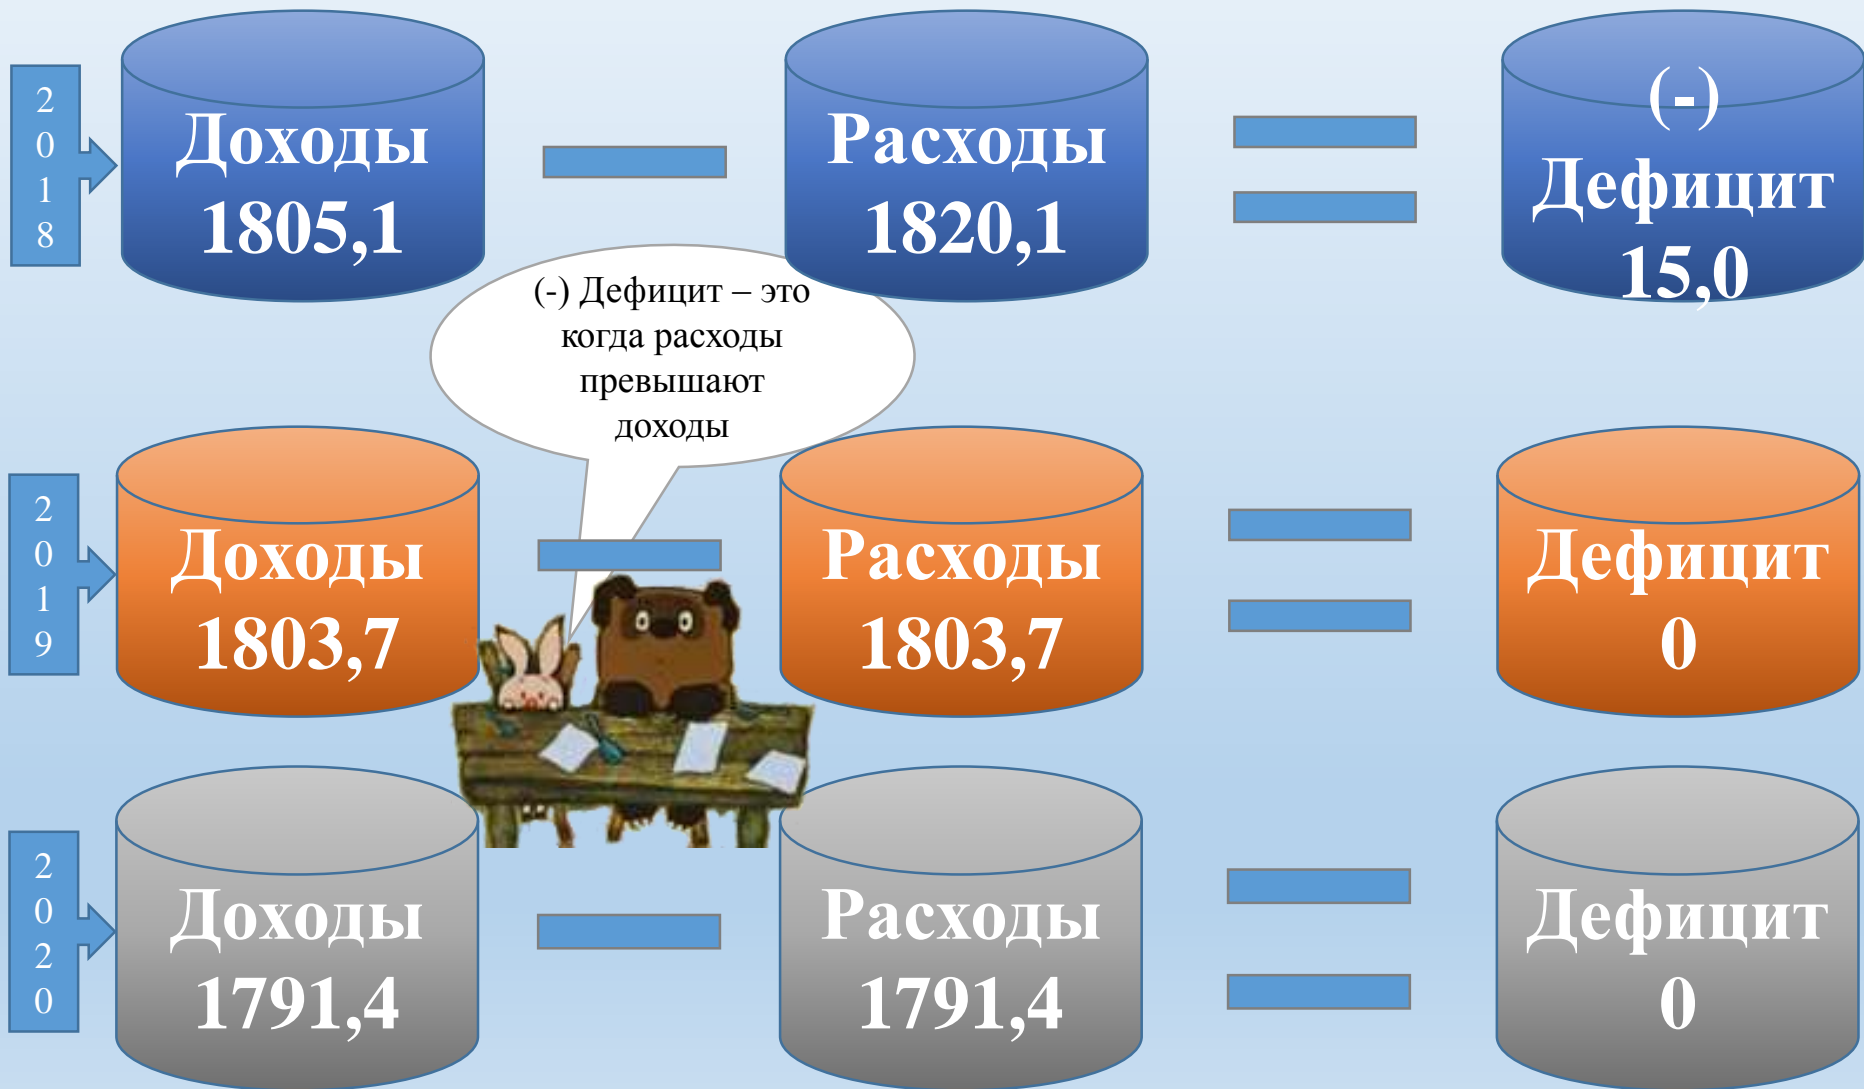 2
0
1
8
Доходы
1805,1
Расходы
1820,1
(-)
Дефицит
15,0
(-) Дефицит – это
когда расходы
превышают
доходы
2
0
1
9
Доходы
1803,7
Расходы
1803,7
Дефицит
0
2
0
2
0
Доходы
1791,4
Расходы
1791,4
Дефицит
0